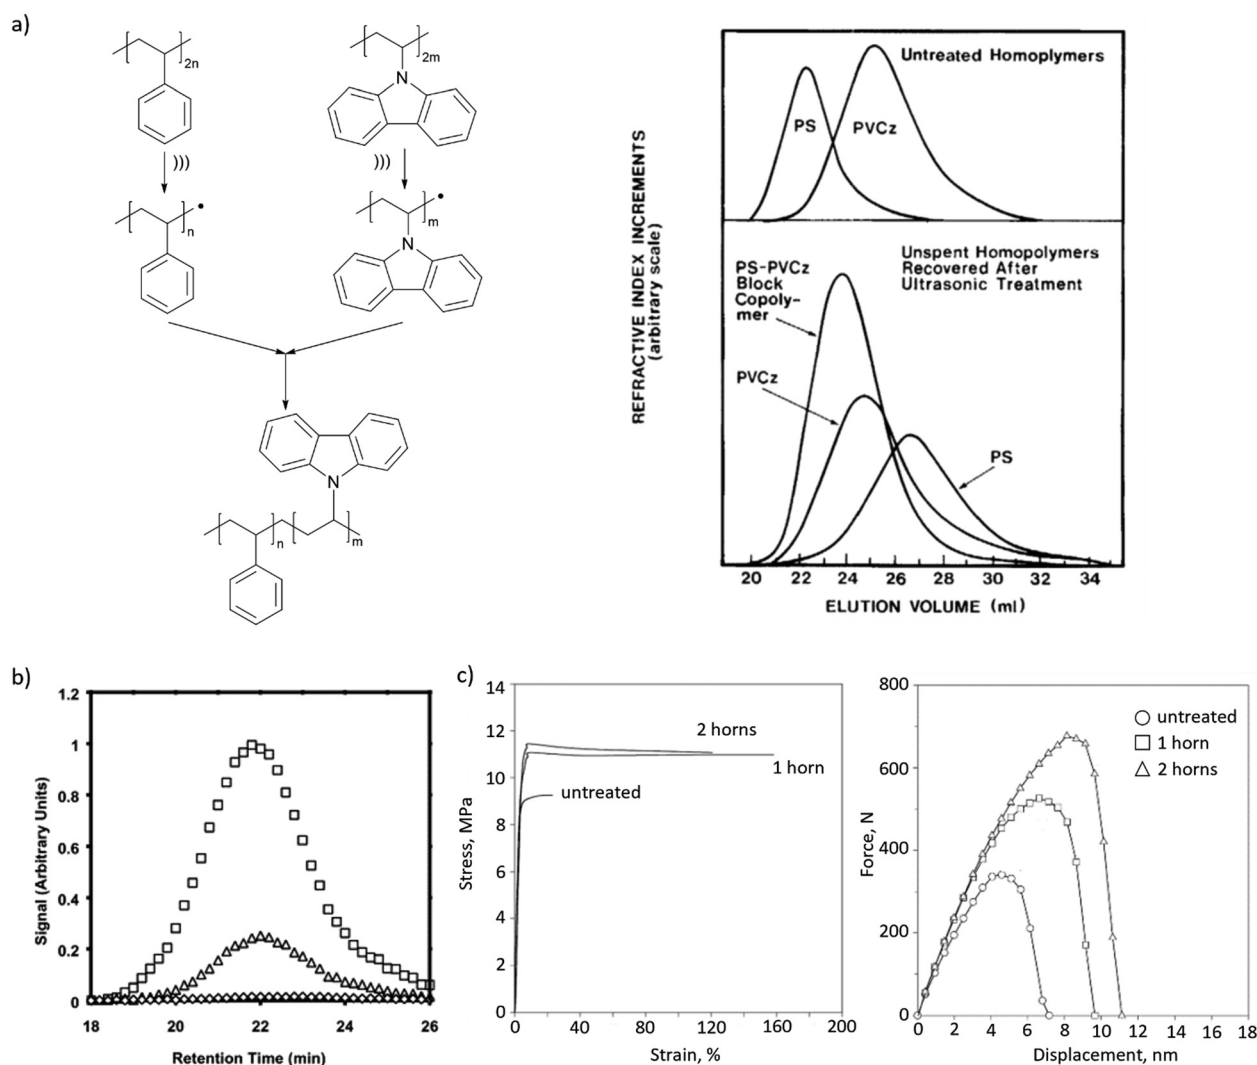 a)
2n
2m
N
)))
)))
n
m
N
N
n
m
REFRACTIVE INDEX INCREMENTS
(arbitrary scale)
Untreated Homoplymers
PS
PVCz
Unspent Homopolymers
Recovered After
Ultrasonic Treatment
PS-PVCz
Block
Copoly-
mer
PVCz
PS
20 22 24 26 28 30 32 34
ELUTION VOLUME (ml)
b)
Signal (Arbitrary Units)
1.2
1
0.8
0.6
0.4
0.2
0
18 20 22 24 26
Retention Time (min)
c)
Stress, MPa
14
12
10
8
6
4
2
0
2 horns
1 horn
untreated
0 40 80 120 160 200
Strain, %
Force, N
800
600
400
200
0
untreated
1 horn
2 horns
0 2 4 6 8 10 12 14 16 18
Displacement, nm